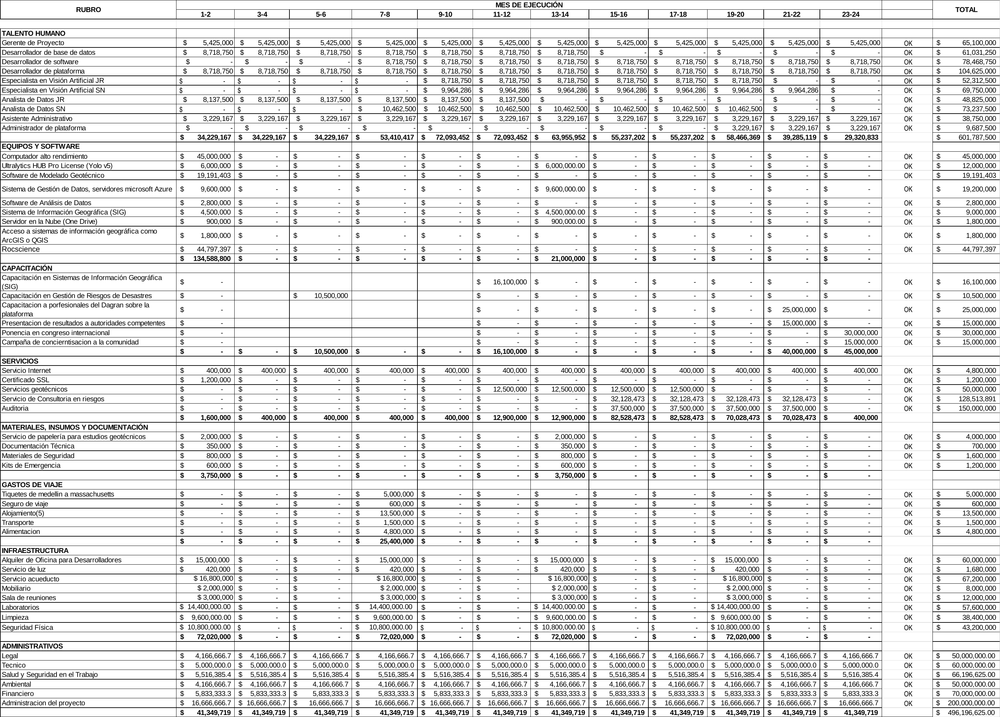 RUBRO MES DE EJECUCIÓN TOTAL
1-2 3-4 5-6 7-8 9-10 11-12 13-14 15-16 17-18 19-20 21-22 23-24
TALENTO HUMANO
Gerente de Proyecto $ 5,425,000 $ 5,425,000 $ 5,425,000 $ 5,425,000 $ 5,425,000 $ 5,425,000 $ 5,425,000 $ 5,425,000 $ 5,425,000 $ 5,425,000 $ 5,425,000 $ 5,425,000 OK $ 65,100,000
Desarrollador de base de datos $ 8,718,750 $ 8,718,750 $ 8,718,750 $ 8,718,750 $ 8,718,750 $ 8,718,750 $ 8,718,750 $ - $ - $ - $ - $ - OK $ 61,031,250
Desarrollador de software $ - $ - $ - $ 8,718,750 $ 8,718,750 $ 8,718,750 $ 8,718,750 $ 8,718,750 $ 8,718,750 $ 8,718,750 $ 8,718,750 $ 8,718,750 OK $ 78,468,750
Desarrollador de plataforma $ 8,718,750 $ 8,718,750 $ 8,718,750 $ 8,718,750 $ 8,718,750 $ 8,718,750 $ 8,718,750 $ 8,718,750 $ 8,718,750 $ 8,718,750 $ 8,718,750 $ 8,718,750 OK $ 104,625,000
Especialista en Visión Artificial JR $ - $ - $ - $ - $ 8,718,750 $ 8,718,750 $ 8,718,750 $ 8,718,750 $ 8,718,750 $ 8,718,750 $ - $ - OK $ 52,312,500
Especialista en Visión Artificial SN $ - $ - $ - $ - $ 9,964,286 $ 9,964,286 $ 9,964,286 $ 9,964,286 $ 9,964,286 $ 9,964,286 $ 9,964,286 $ - OK $ 69,750,000
Analista de Datos JR $ 8,137,500 $ 8,137,500 $ 8,137,500 $ 8,137,500 $ 8,137,500 $ 8,137,500 $ - $ - $ - $ - $ - $ - OK $ 48,825,000
Analista de Datos SN $ - $ - $ - $ 10,462,500 $ 10,462,500 $ 10,462,500 $ 10,462,500 $ 10,462,500 $ 10,462,500 $ 10,462,500 $ - $ - OK $ 73,237,500
Asistente Administrativo $ 3,229,167 $ 3,229,167 $ 3,229,167 $ 3,229,167 $ 3,229,167 $ 3,229,167 $ 3,229,167 $ 3,229,167 $ 3,229,167 $ 3,229,167 $ 3,229,167 $ 3,229,167 OK $ 38,750,000
Administrador de plataforma $ - $ - $ - $ - $ - $ - $ - $ - $ - $ 3,229,167 $ 3,229,167 $ 3,229,167 OK $ 9,687,500
$ 34,229,167 $ 34,229,167 $ 34,229,167 $ 53,410,417 $ 72,093,452 $ 72,093,452 $ 63,955,952 $ 55,237,202 $ 55,237,202 $ 58,466,369 $ 39,285,119 $ 29,320,833 $ 601,787,500
EQUIPOS Y SOFTWARE
Computador alto rendimiento $ 45,000,000 $ - $ - $ - $ - $ - $ - $ - $ - $ - $ - $ - OK $ 45,000,000
Ultralytics HUB Pro License (Yolo v5) $ 6,000,000 $ - $ - $ - $ - $ - $ 6,000,000.00 $ - $ - $ - $ - $ - OK $ 12,000,000
Software de Modelado Geotécnico $ 19,191,403 $ - $ - $ - $ - $ - $ - $ - $ - $ - $ - $ - OK $ 19,191,403
Sistema de Gestión de Datos, servidores microsoft Azure $ 9,600,000 $ - $ - $ - $ - $ - $ 9,600,000.00 $ - $ - $ - $ - $ - OK $ 19,200,000
Software de Análisis de Datos $ 2,800,000 $ - $ - $ - $ - $ - $ - $ - $ - $ - $ - $ - OK $ 2,800,000
Sistema de Información Geográfica (SIG) $ 4,500,000 $ - $ - $ - $ - $ - $ 4,500,000.00 $ - $ - $ - $ - $ - OK $ 9,000,000
Servidor en la Nube (One Drive) $ 900,000 $ - $ - $ - $ - $ - $ 900,000.00 $ - $ - $ - $ - $ - OK $ 1,800,000
Acceso a sistemas de información geográfica como
ArcGIS o QGIS $ 1,800,000 $ - $ - $ - $ - $ - $ - $ - $ - $ - $ - $ - OK $ 1,800,000
Rocscience $ 44,797,397 $ - $ - $ - $ - $ - $ - $ - $ - $ - $ - $ - OK $ 44,797,397
$ 134,588,800 $ - $ - $ - $ - $ - $ 21,000,000 $ - $ - $ - $ - $ -
CAPACITACIÓN
Capacitación en Sistemas de Información Geográfica
(SIG) $ - $ 16,100,000 $ - $ - $ - $ - $ - $ - OK $ 16,100,000
Capacitación en Gestión de Riesgos de Desastres $ - $ 10,500,000 $ - $ - $ - $ - $ - $ - $ - OK $ 10,500,000
Capacitacion a porfesionales del Dagran sobre la
plataforma $ - $ - $ - $ - $ - $ - $ 25,000,000 $ - OK $ 25,000,000
Presentacion de resultados a autoridades competentes $ - $ - $ - $ - $ - $ - $ 15,000,000 $ - OK $ 15,000,000
Ponencia en congreso internacional $ - $ - $ - $ - $ - $ - $ - $ 30,000,000 OK $ 30,000,000
Campaña de concierntisacion a la comunidad $ - $ - $ - $ - $ - $ - $ - $ 15,000,000 OK $ 15,000,000
$ - $ - $ 10,500,000 $ - $ - $ 16,100,000 $ - $ - $ - $ - $ 40,000,000 $ 45,000,000
SERVICIOS
Servicio Internet $ 400,000 $ 400,000 $ 400,000 $ 400,000 $ 400,000 $ 400,000 $ 400,000 $ 400,000 $ 400,000 $ 400,000 $ 400,000 $ 400,000 OK $ 4,800,000
Certificado SSL $ 1,200,000 $ - $ - $ - $ - $ - $ - $ - $ - $ - $ - $ - OK $ 1,200,000
Servicios geotécnicos $ - $ - $ - $ - $ - $ 12,500,000 $ 12,500,000 $ 12,500,000 $ 12,500,000 $ - $ - $ - OK $ 50,000,000
Servicio de Consultoria en riesgos $ - $ - $ - $ - $ - $ - $ - $ 32,128,473 $ 32,128,473 $ 32,128,473 $ 32,128,473 $ - OK $ 128,513,891
Auditoria $ - $ - $ - $ - $ - $ - $ - $ 37,500,000 $ 37,500,000 $ 37,500,000 $ 37,500,000 $ - OK $ 150,000,000
$ 1,600,000 $ 400,000 $ 400,000 $ 400,000 $ 400,000 $ 12,900,000 $ 12,900,000 $ 82,528,473 $ 82,528,473 $ 70,028,473 $ 70,028,473 $ 400,000
MATERIALES, INSUMOS Y DOCUMENTACIÓN
Servicio de papelería para estudios geotécnicos $ 2,000,000 $ - $ - $ - $ - $ - $ 2,000,000 $ - $ - $ - $ - $ - OK $ 4,000,000
Documentación Técnica $ 350,000 $ - $ - $ - $ - $ - $ 350,000 $ - $ - $ - $ - $ - OK $ 700,000
Materiales de Seguridad $ 800,000 $ - $ - $ - $ - $ - $ 800,000 $ - $ - $ - $ - $ - OK $ 1,600,000
Kits de Emergencia $ 600,000 $ - $ - $ - $ - $ - $ 600,000 $ - $ - $ - $ - $ - OK $ 1,200,000
$ 3,750,000 $ - $ - $ - $ - $ - $ 3,750,000 $ - $ - $ - $ - $ -
GASTOS DE VIAJE
Tiquetes de medellin a massachusetts $ - $ - $ - $ 5,000,000 $ - $ - $ - $ - $ - $ - $ - $ - OK $ 5,000,000
Seguro de viaje $ - $ - $ - $ 600,000 $ - $ - $ - $ - $ - $ - $ - $ - OK $ 600,000
Alojamiento(5) $ - $ - $ - $ 13,500,000 $ - $ - $ - $ - $ - $ - $ - $ - OK $ 13,500,000
Transporte $ - $ - $ - $ 1,500,000 $ - $ - $ - $ - $ - $ - $ - $ - OK $ 1,500,000
Alimentacion $ - $ - $ - $ 4,800,000 $ - $ - $ - $ - $ - $ - $ - $ - OK $ 4,800,000
$ - $ - $ - $ 25,400,000 $ - $ - $ - $ - $ - $ - $ - $ -
INFRAESTRUCTURA
Alquiler de Oficina para Desarrolladores $ 15,000,000 $ - $ - $ 15,000,000 $ - $ - $ 15,000,000 $ - $ - $ 15,000,000 $ - $ - OK $ 60,000,000
Servicio de luz $ 420,000 $ - $ - $ 420,000 $ - $ - $ 420,000 $ - $ - $ 420,000 $ - $ - OK $ 1,680,000
Servicio acueducto $ 16,800,000 $ - $ - $ 16,800,000 $ - $ - $ 16,800,000 $ - $ - $ 16,800,000 $ - $ - OK $ 67,200,000
Mobiliario $ 2,000,000 $ - $ - $ 2,000,000 $ - $ - $ 2,000,000 $ - $ - $ 2,000,000 $ - $ - OK $ 8,000,000
Sala de reuniones $ 3,000,000 $ - $ - $ 3,000,000 $ - $ - $ 3,000,000 $ - $ - $ 3,000,000 $ - $ - OK $ 12,000,000
Laboratorios $ 14,400,000.00 $ - $ - $ 14,400,000.00 $ - $ - $ 14,400,000.00 $ - $ - $ 14,400,000.00 $ - $ - OK $ 57,600,000
Limpieza $ 9,600,000.00 $ - $ - $ 9,600,000.00 $ - $ - $ 9,600,000.00 $ - $ - $ 9,600,000.00 $ - $ - OK $ 38,400,000
Seguridad Física $ 10,800,000.00 $ - $ - $ 10,800,000.00 $ - $ - $ 10,800,000.00 $ - $ - $ 10,800,000.00 $ - $ - OK $ 43,200,000
$ 72,020,000 $ - $ - $ 72,020,000 $ - $ - $ 72,020,000 $ - $ - $ 72,020,000 $ - $ -
ADMINISTRATIVOS
Legal $ 4,166,666.7 $ 4,166,666.7 $ 4,166,666.7 $ 4,166,666.7 $ 4,166,666.7 $ 4,166,666.7 $ 4,166,666.7 $ 4,166,666.7 $ 4,166,666.7 $ 4,166,666.7 $ 4,166,666.7 $ 4,166,666.7 OK $ 50,000,000.00
Tecnico $ 5,000,000.0 $ 5,000,000.0 $ 5,000,000.0 $ 5,000,000.0 $ 5,000,000.0 $ 5,000,000.0 $ 5,000,000.0 $ 5,000,000.0 $ 5,000,000.0 $ 5,000,000.0 $ 5,000,000.0 $ 5,000,000.0 OK $ 60,000,000.00
Salud y Seguridad en el Trabajo $ 5,516,385.4 $ 5,516,385.4 $ 5,516,385.4 $ 5,516,385.4 $ 5,516,385.4 $ 5,516,385.4 $ 5,516,385.4 $ 5,516,385.4 $ 5,516,385.4 $ 5,516,385.4 $ 5,516,385.4 $ 5,516,385.4 OK $ 66,196,625.00
Ambiental $ 4,166,666.7 $ 4,166,666.7 $ 4,166,666.7 $ 4,166,666.7 $ 4,166,666.7 $ 4,166,666.7 $ 4,166,666.7 $ 4,166,666.7 $ 4,166,666.7 $ 4,166,666.7 $ 4,166,666.7 $ 4,166,666.7 OK $ 50,000,000.00
Financiero $ 5,833,333.3 $ 5,833,333.3 $ 5,833,333.3 $ 5,833,333.3 $ 5,833,333.3 $ 5,833,333.3 $ 5,833,333.3 $ 5,833,333.3 $ 5,833,333.3 $ 5,833,333.3 $ 5,833,333.3 $ 5,833,333.3 OK $ 70,000,000.00
Administracion del proyecto $ 16,666,666.7 $ 16,666,666.7 $ 16,666,666.7 $ 16,666,666.7 $ 16,666,666.7 $ 16,666,666.7 $ 16,666,666.7 $ 16,666,666.7 $ 16,666,666.7 $ 16,666,666.7 $ 16,666,666.7 $ 16,666,666.7 OK $ 200,000,000.00
$ 41,349,719 $ 41,349,719 $ 41,349,719 $ 41,349,719 $ 41,349,719 $ 41,349,719 $ 41,349,719 $ 41,349,719 $ 41,349,719 $ 41,349,719 $ 41,349,719 $ 41,349,719 $ 496,196,625.00